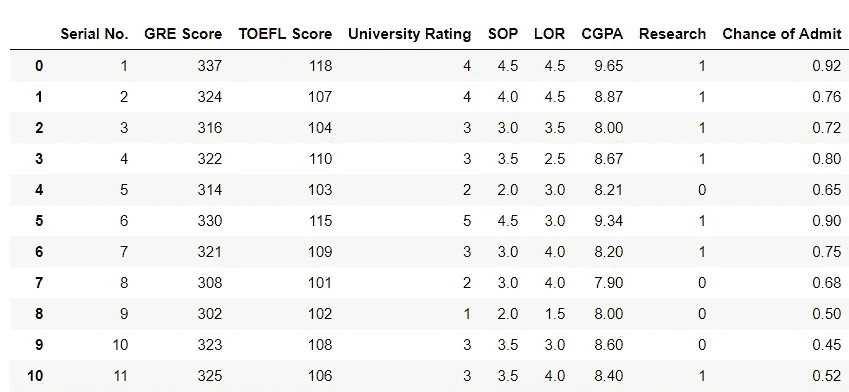 Serial No. GRE Score TOEFL Score University Rating SOP LOR CGPA Research Chance of Admit
0 1 337 118 4 4.5 4.5 9.65 1 0.92
1 2 324 107 4 4.0 4.5 8.87 1 0.76
2 3 316 104 3 3.0 3.5 8.00 1 0.72
3 4 322 110 3 3.5 2.5 8.67 1 0.80
4 5 314 103 2 2.0 3.0 8.21 0 0.65
5 6 330 115 5 4.5 3.0 9.34 1 0.90
6 7 321 109 3 3.0 4.0 8.20 1 0.75
7 8 308 101 2 3.0 4.0 7.90 0 0.68
8 9 302 102 1 2.0 1.5 8.00 0 0.50
9 10 323 108 3 3.5 3.0 8.60 0 0.45
10 11 325 106 3 3.5 4.0 8.40 1 0.52